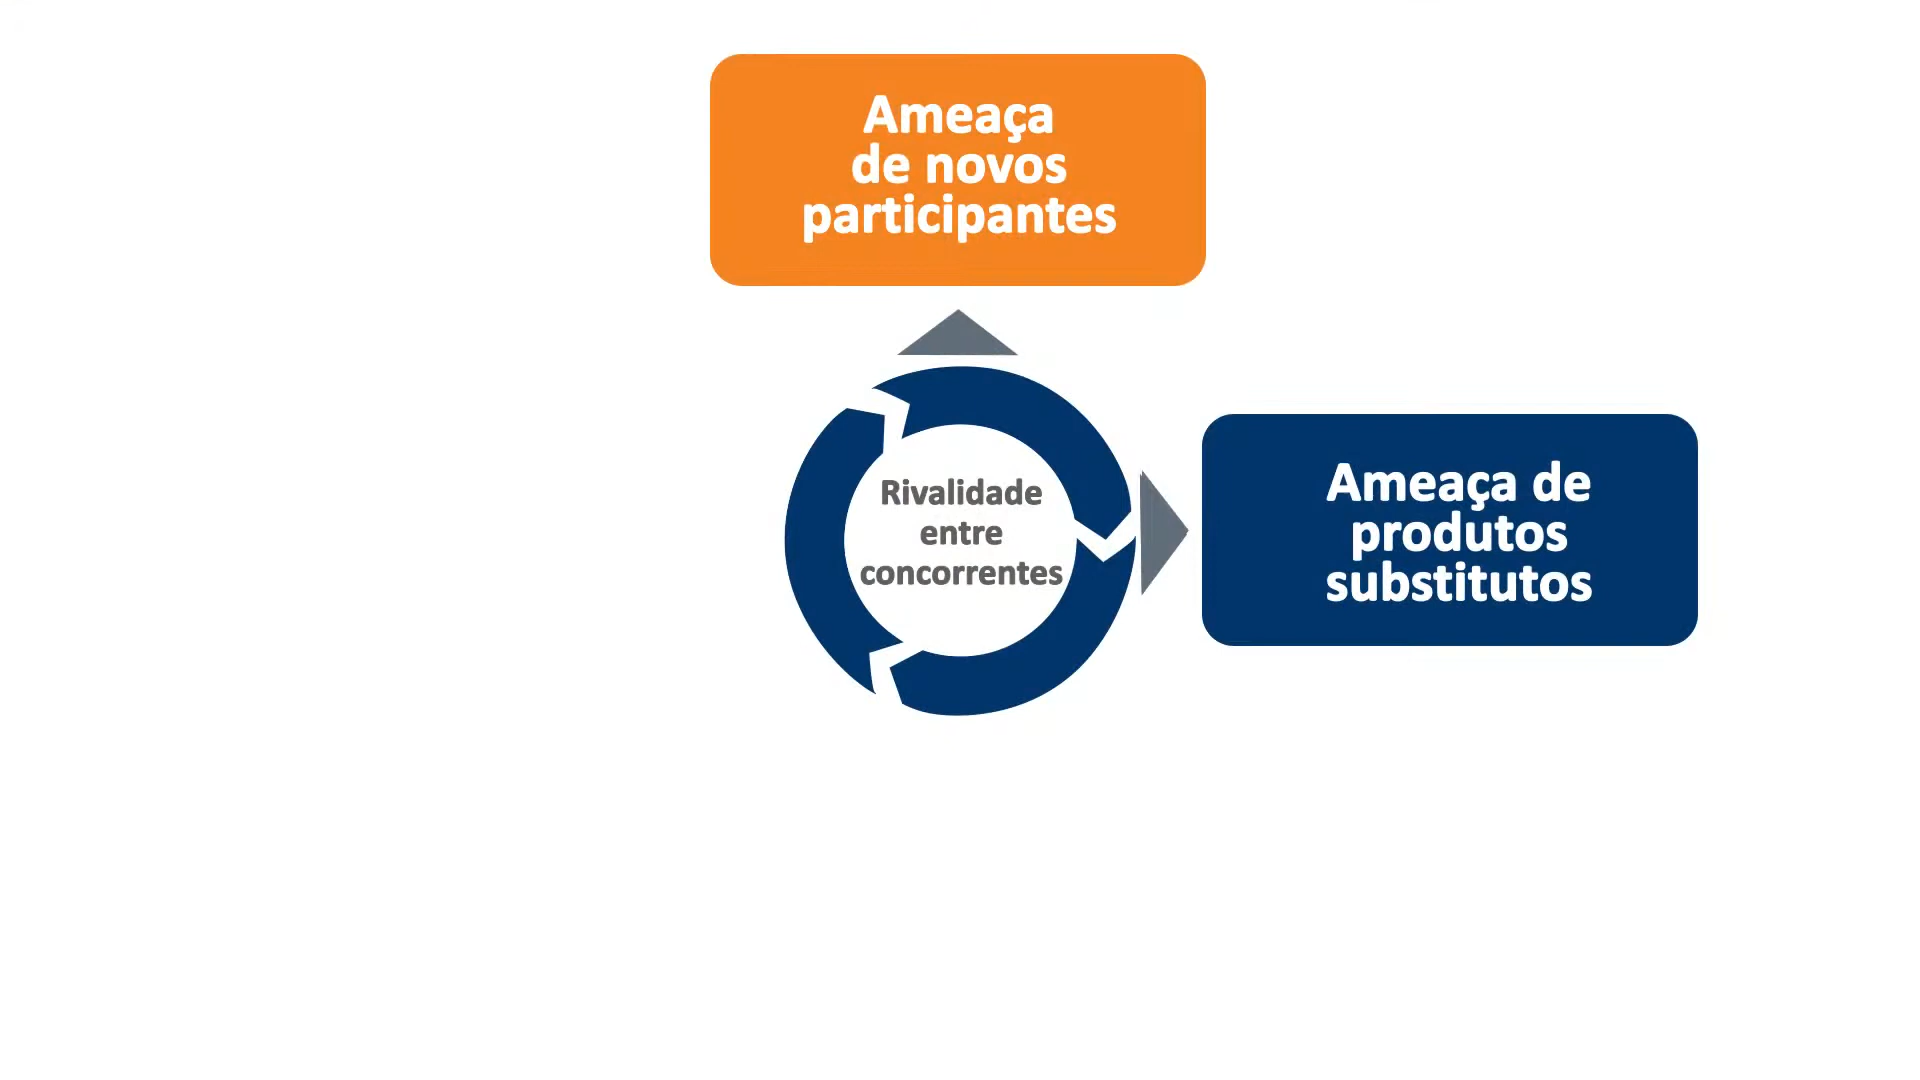 Ameaça
de novos
participantes
Rivalidade
entre
concorrentes
Ameaça de
produtos
substitutos